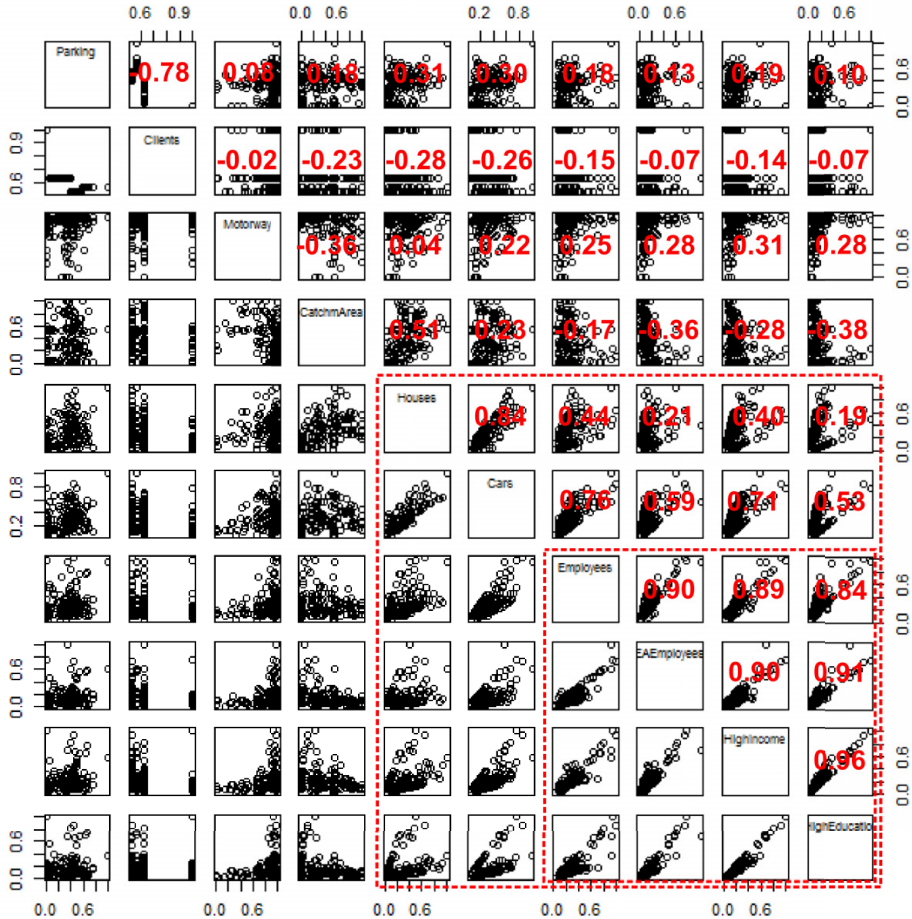 0.6 0.9 0.0 0.6 0.2 0.8 0.0 0.6 0.0 0.6
Parking -0.78 0.08 0.18 0.31 0.30 0.18 0.13 0.19 0.10 0.0 0.6
0.6 0.9 Clients -0.02 -0.23 -0.28 -0.26 -0.15 -0.07 -0.14 -0.07
Motorway -0.36 0.04 0.22 0.25 0.28 0.31 0.28 0.0 0.6
0.0 0.6 CatchmArea 0.51 0.23 -0.17 -0.36 -0.28 -0.38
Houses 0.84 0.44 0.21 0.40 0.19 0.0 0.6
0.2 0.8 Cars 0.76 0.59 0.71 0.53
Employees 0.90 0.89 0.84 0.0 0.6
0.0 0.6 EAEmployees 0.90 0.91
HighIncome 0.96 0.0 0.6
0.0 0.6 HighEducatio
0.0 0.6 0.0 0.6 0.0 0.6 0.0 0.6 0.0 0.6